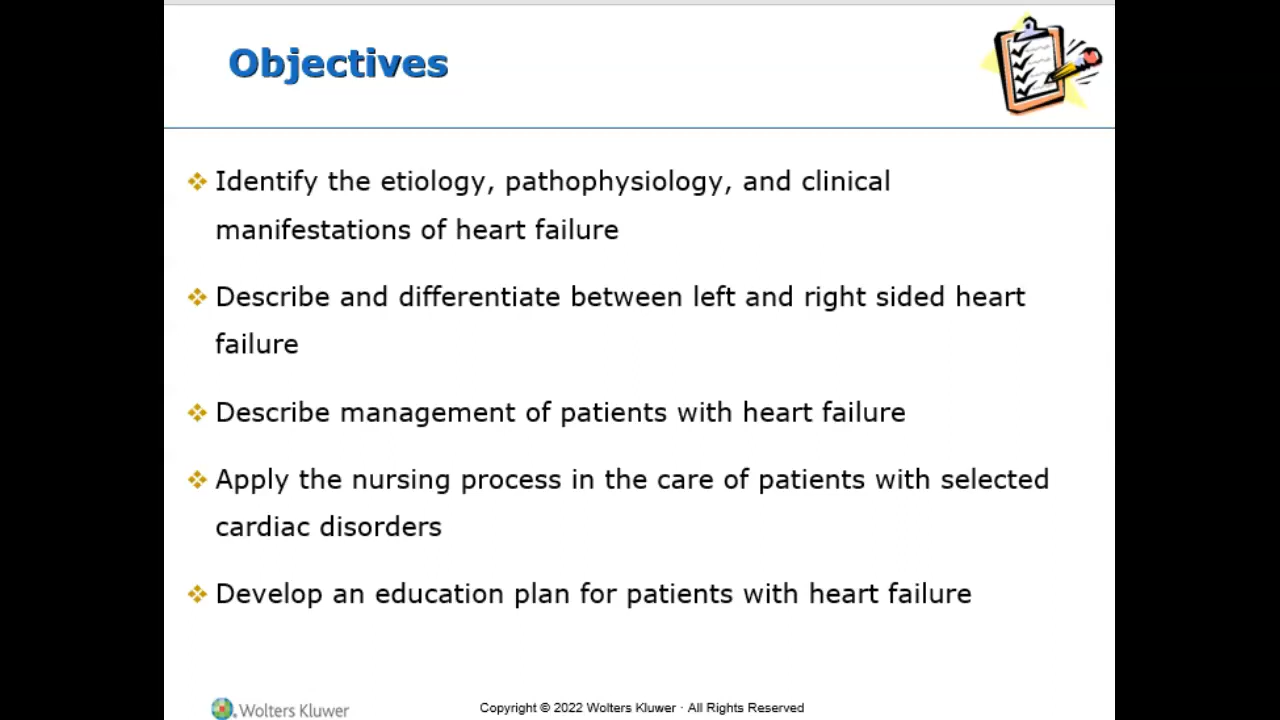 Objectives
Identify the etiology, pathophysiology, and clinical
manifestations of heart failure
Describe and differentiate between left and right sided heart
failure
Describe management of patients with heart failure
Apply the nursing process in the care of patients with selected
cardiac disorders
Develop an education plan for patients with heart failure
Wolters Kluwer
Copyright © 2022 Wolters Kluwer · All Rights Reserved